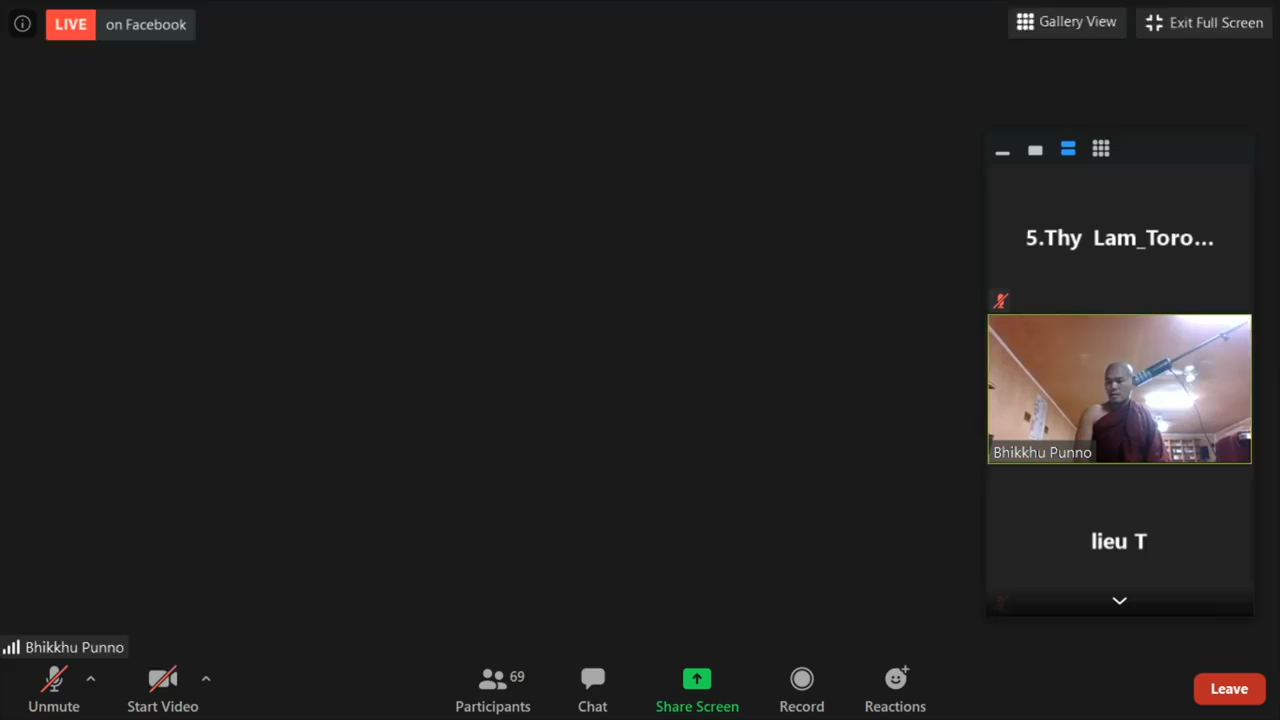 LIVE on Facebook
Gallery View
Exit Full Screen
5.Thy Lam_Toro...
Bhikkhu Punno
lieu T
Bhikkhu Punno
Unmute
Start Video
69
Participants
Chat
Share Screen
Record
Reactions
Leave